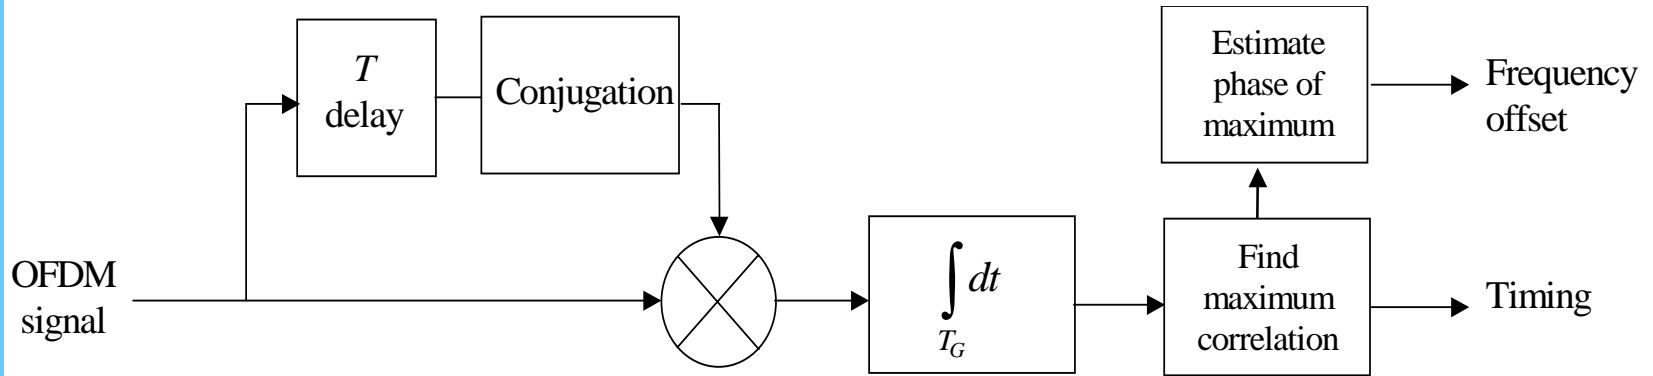 OFDM
signal
T
delay
Conjugation
∫ dt
T_G
Find
maximum
correlation
Estimate
phase of
maximum
Frequency
offset
Timing